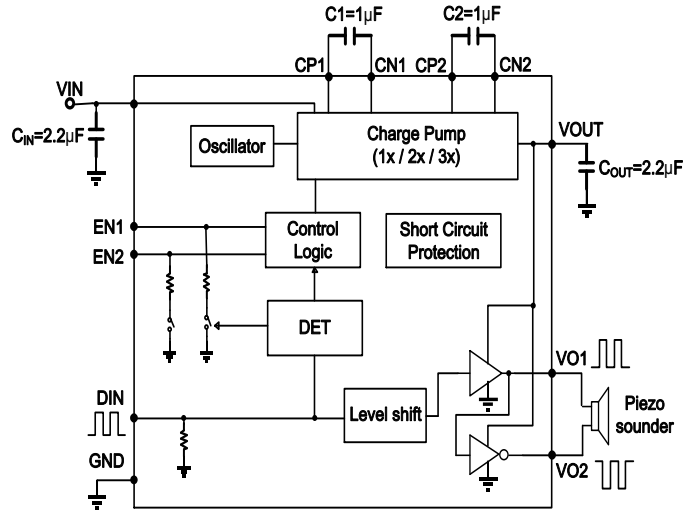 C1=1µF
C2=1µF
CP1
CN1
CP2
CN2
VIN
CIN=2.2µF
Oscillator
Charge Pump
(1x / 2x / 3x)
VOUT
COUT=2.2µF
EN1
EN2
Control
Logic
Short Circuit
Protection
DET
VO1
DIN
Level shift
Piezo
sounder
GND
VO2